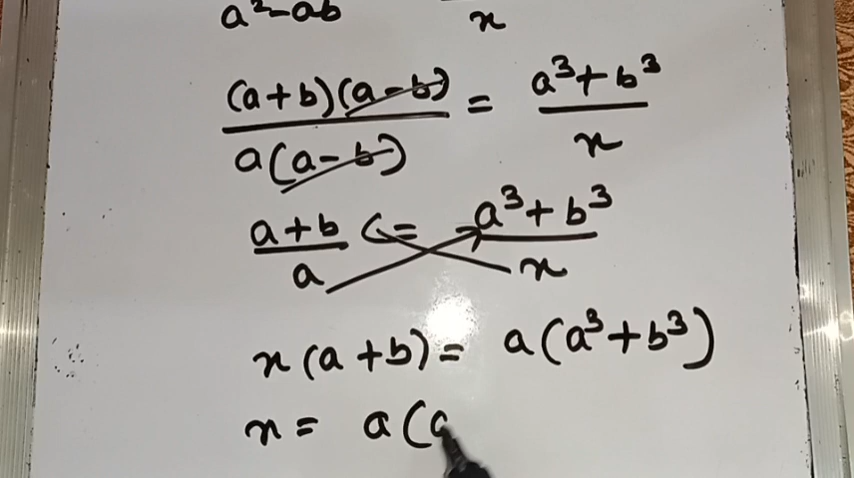 a²-ab x
(a+b)(a-b) / a(a-b) = a³+b³ / x
a+b / a = a³+b³ / x
x(a+b) = a(a³+b³)
x = a(a